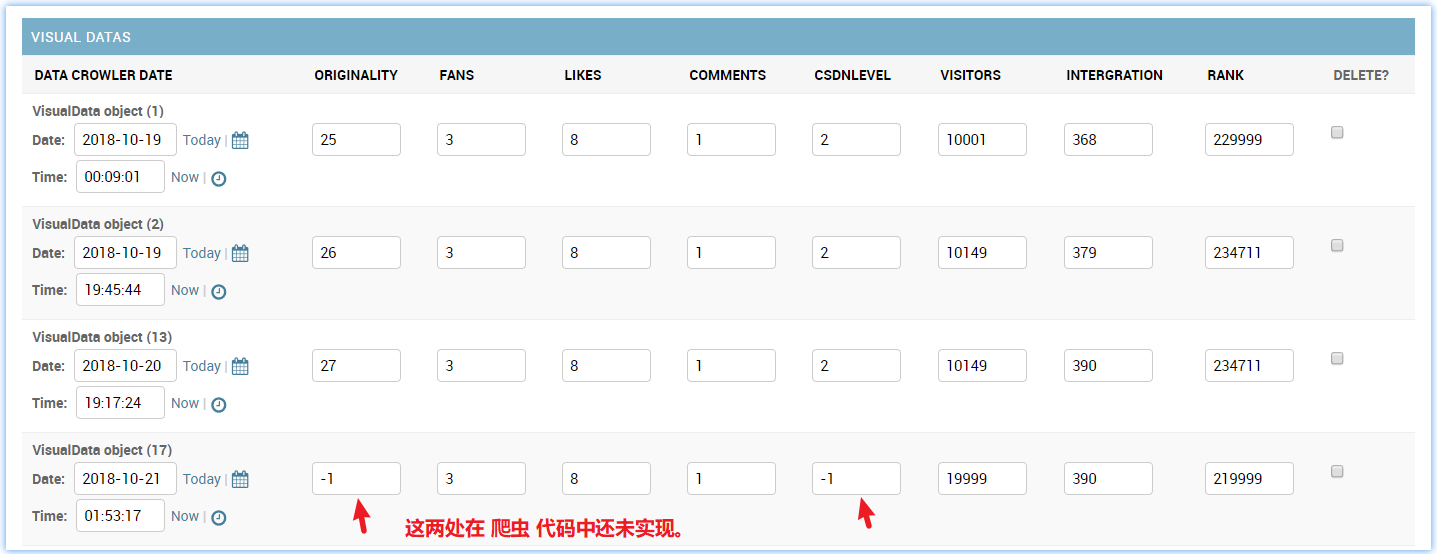 VISUAL DATAS
DATA CROWLER DATE ORIGINALITY FANS LIKES COMMENTS CSDNLEVEL VISITORS INTERGRATION RANK DELETE?
VisualData object (1)
Date: 2018-10-19 Today | 25 3 8 1 2 10001 368 229999
Time: 00:09:01 Now |
VisualData object (2)
Date: 2018-10-19 Today | 26 3 8 1 2 10149 379 234711
Time: 19:45:44 Now |
VisualData object (13)
Date: 2018-10-20 Today | 27 3 8 1 2 10149 390 234711
Time: 19:17:24 Now |
VisualData object (17)
Date: 2018-10-21 Today | -1 3 8 1 -1 19999 390 219999
Time: 01:53:17 Now |
这两处在 爬虫 代码中还未实现。